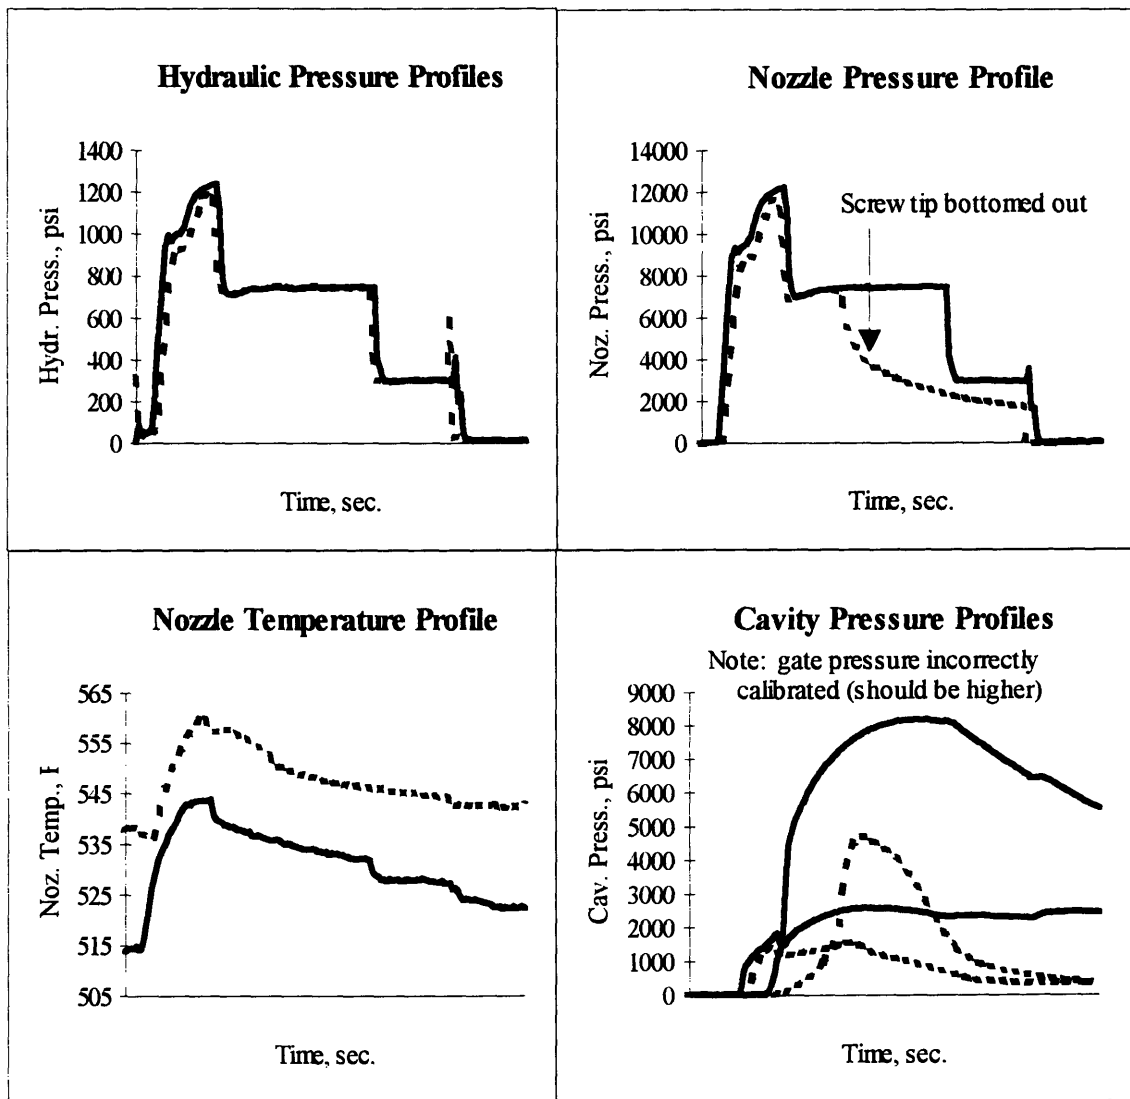 Hydraulic Pressure Profiles
1400
1200
1000
800
600
400
200
0
Hydr. Press., psi
Time, sec.
Nozzle Pressure Profile
14000
12000
10000
8000
6000
4000
2000
0
Noz. Press., psi
Screw tip bottomed out
Time, sec.
Nozzle Temperature Profile
565
555
545
535
525
515
505
Noz. Temp.,
Time, sec.
Cavity Pressure Profiles
Note: gate pressure incorrectly
calibrated (should be higher)
9000
8000
7000
6000
5000
4000
3000
2000
1000
0
Cav. Press., psi
Time, sec.